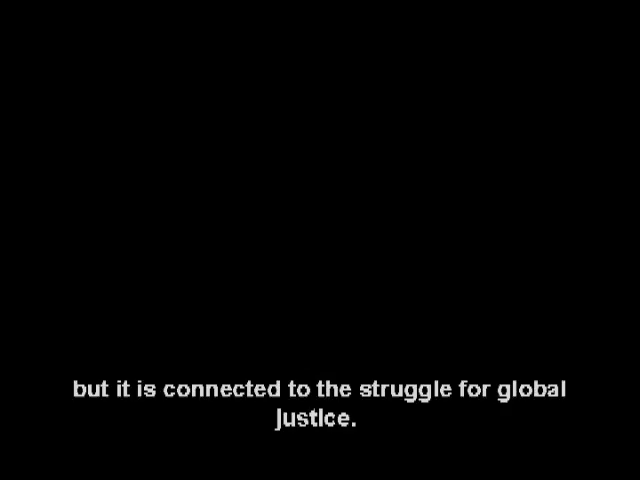 but it is connected to the struggle for global
justice.